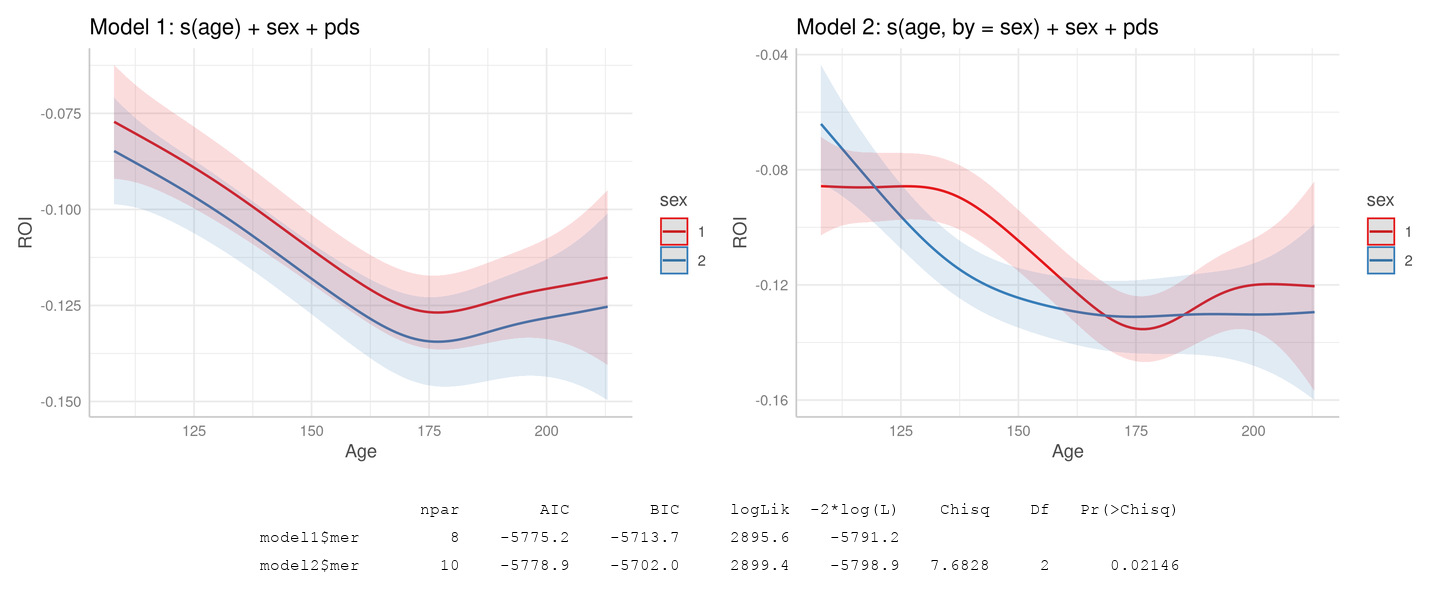 Model 1: s(age) + sex + pds
-0.075
-0.100
-0.125
-0.150
ROI
125 150 175 200
Age
sex
1
2
Model 2: s(age, by = sex) + sex + pds
-0.04
-0.08
-0.12
-0.16
ROI
125 150 175 200
Age
sex
1
2
npar AIC BIC logLik -2*log(L) Chisq Df Pr(>Chisq)
model1$mer 8 -5775.2 -5713.7 2895.6 -5791.2
model2$mer 10 -5778.9 -5702.0 2899.4 -5798.9 7.6828 2 0.02146